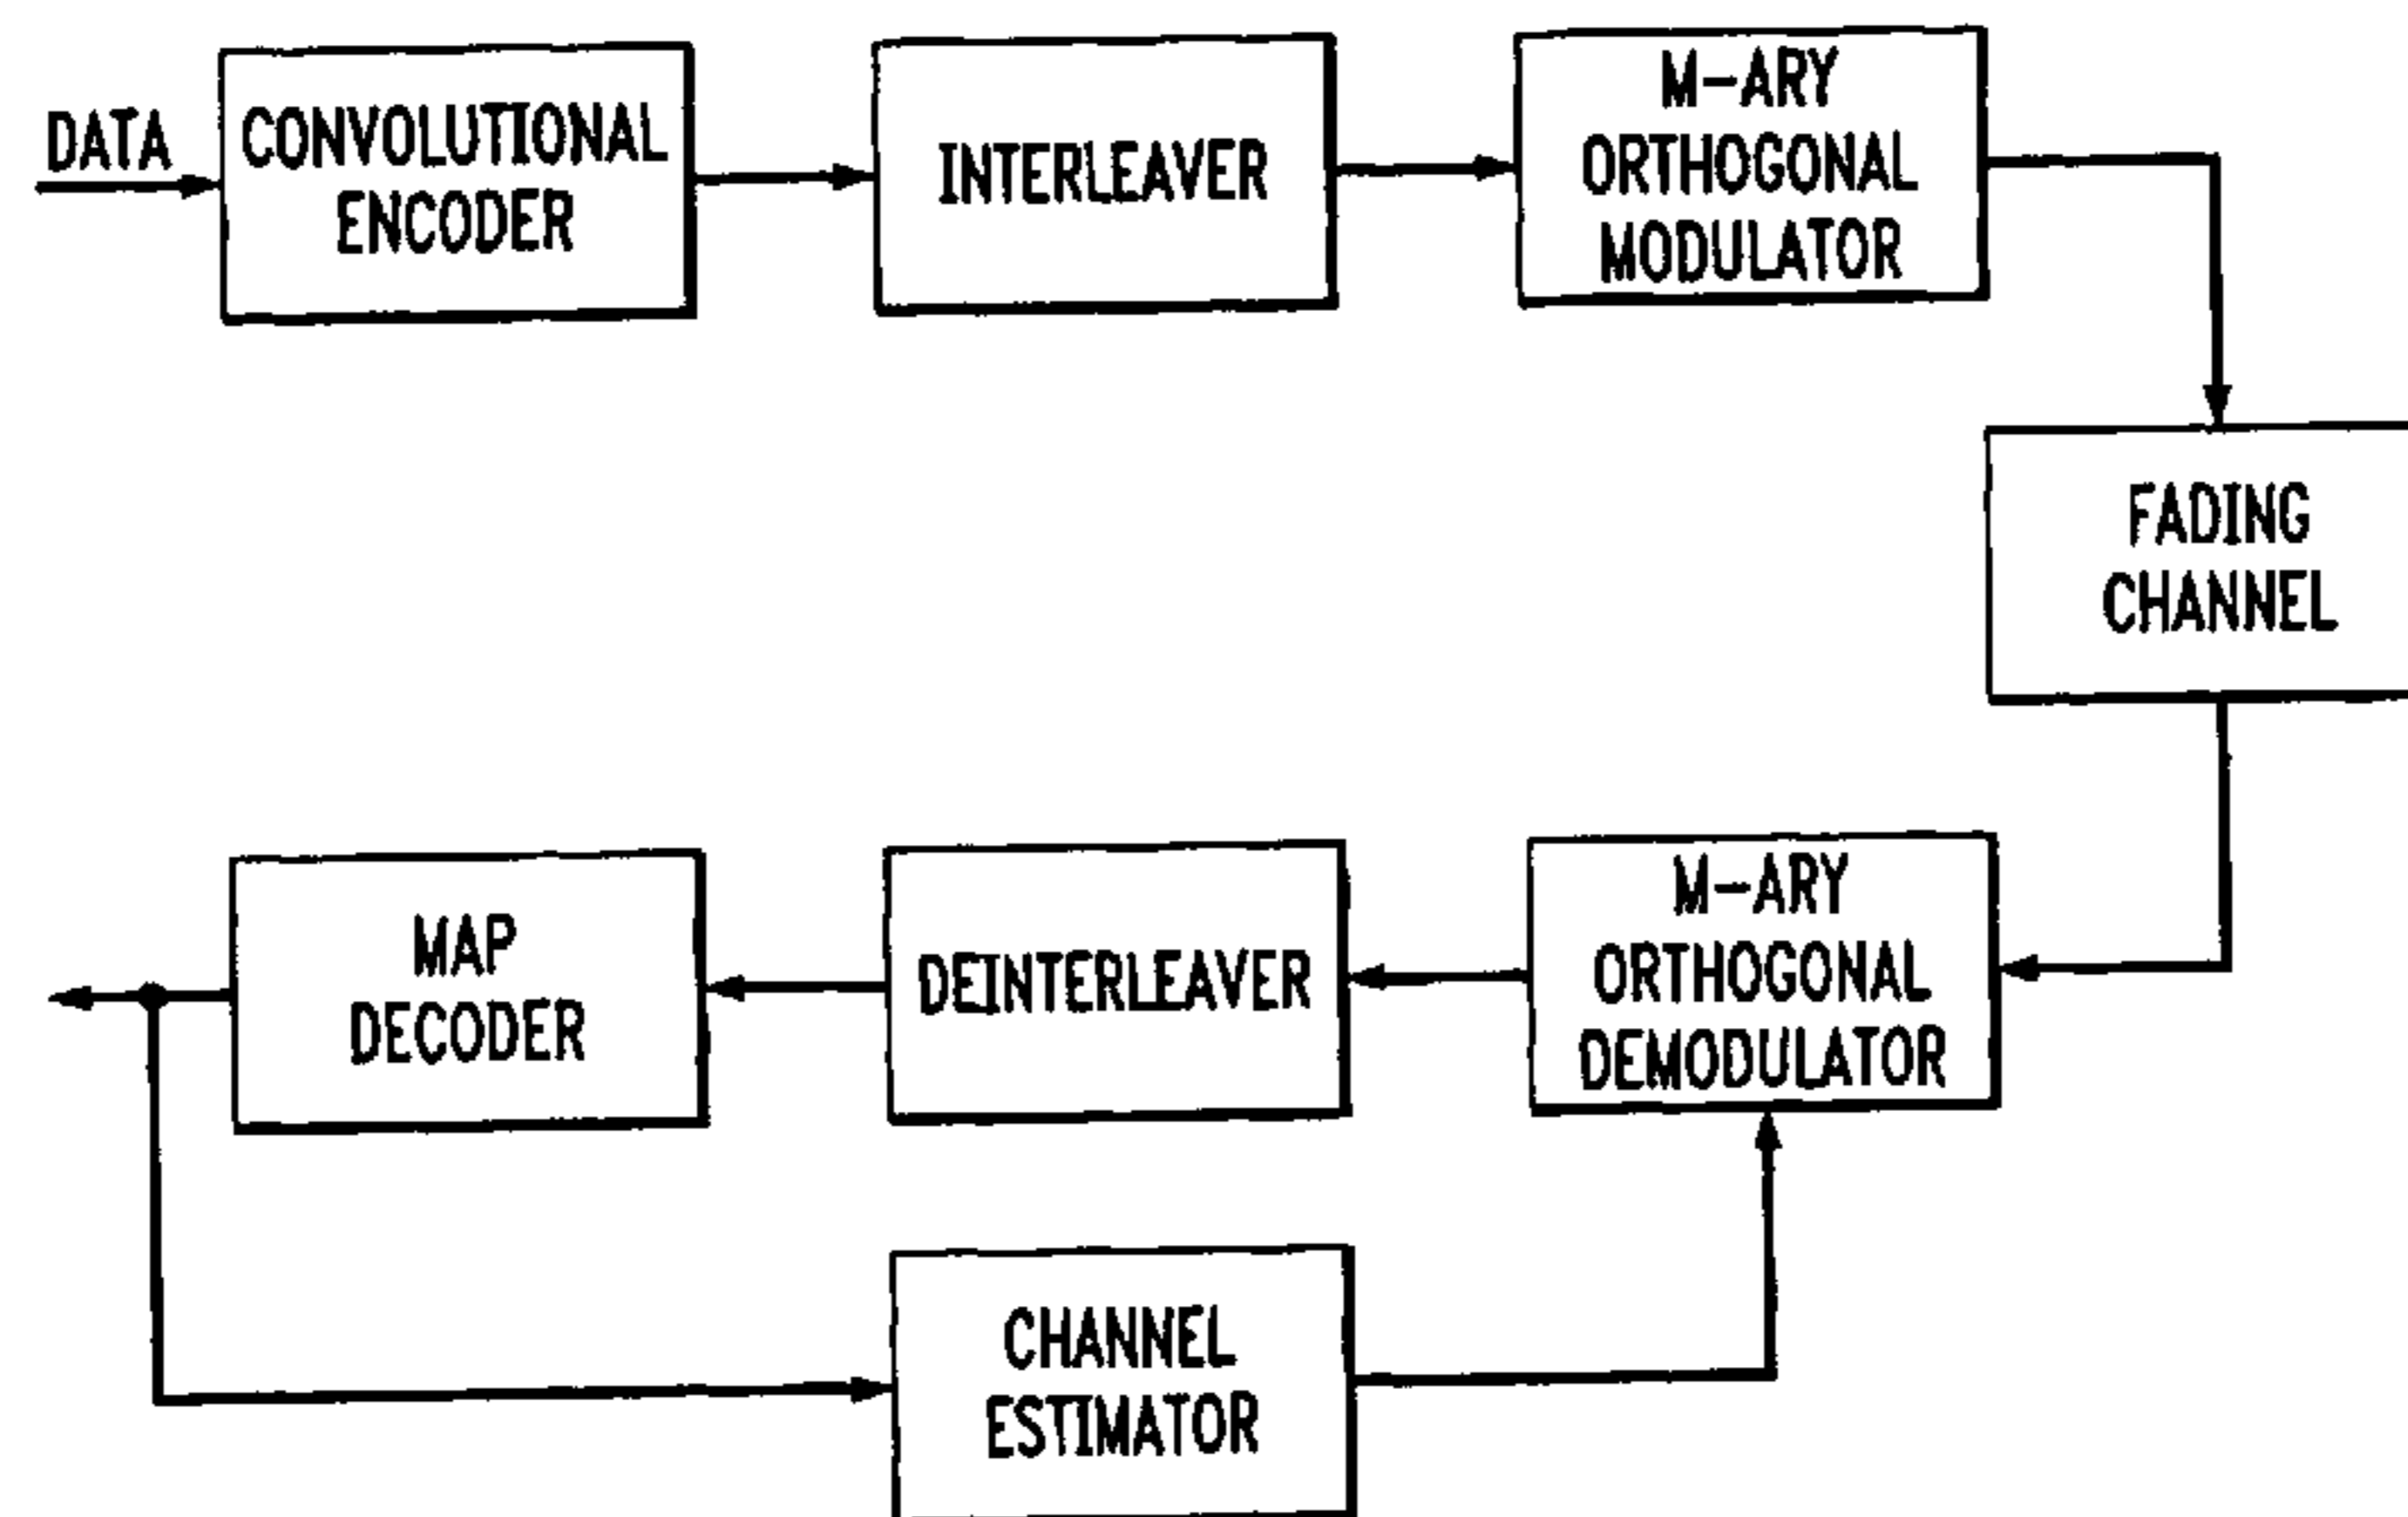 DATA
CONVOLUTIONAL
ENCODER
INTERLEAVER
M-ARY
ORTHOGONAL
MODULATOR
FADING
CHANNEL
MAP
DECODER
DEINTERLEAVER
M-ARY
ORTHOGONAL
DEMODULATOR
CHANNEL
ESTIMATOR